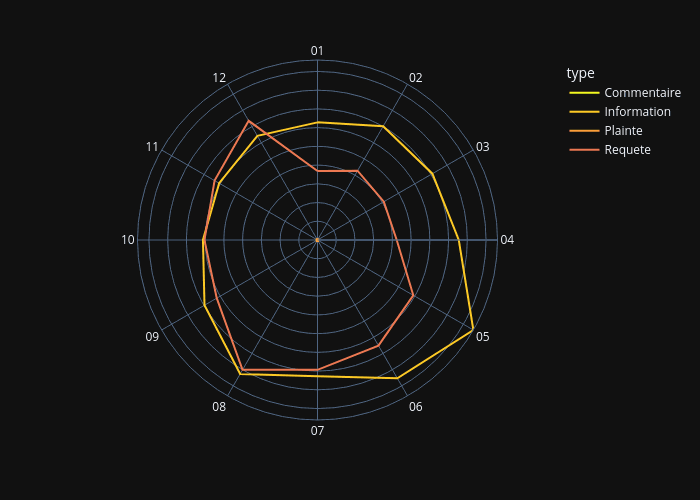 type
Commentaire
Information
Plainte
Requete
01
02
03
04
05
06
07
08
09
10
11
12